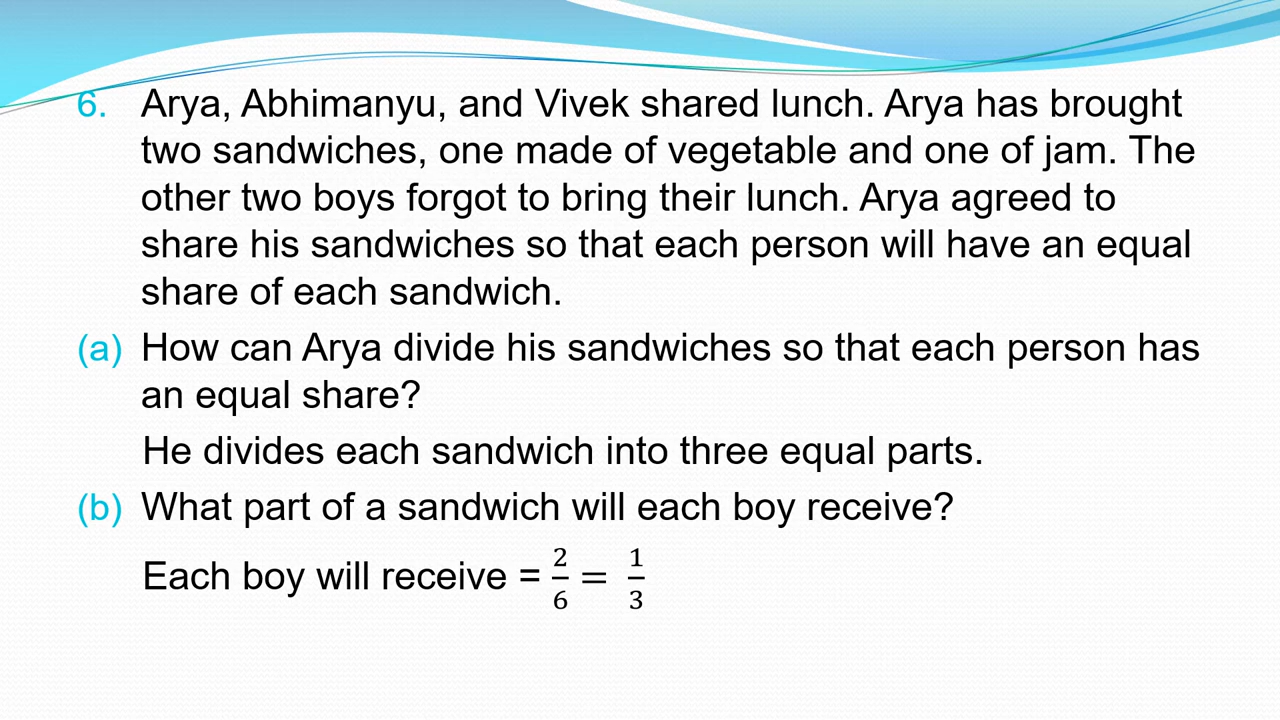 6. Arya, Abhimanyu, and Vivek shared lunch. Arya has brought
two sandwiches, one made of vegetable and one of jam. The
other two boys forgot to bring their lunch. Arya agreed to
share his sandwiches so that each person will have an equal
share of each sandwich.
(a) How can Arya divide his sandwiches so that each person has
an equal share?
He divides each sandwich into three equal parts.
(b) What part of a sandwich will each boy receive?
Each boy will receive = 2/6 = 1/3